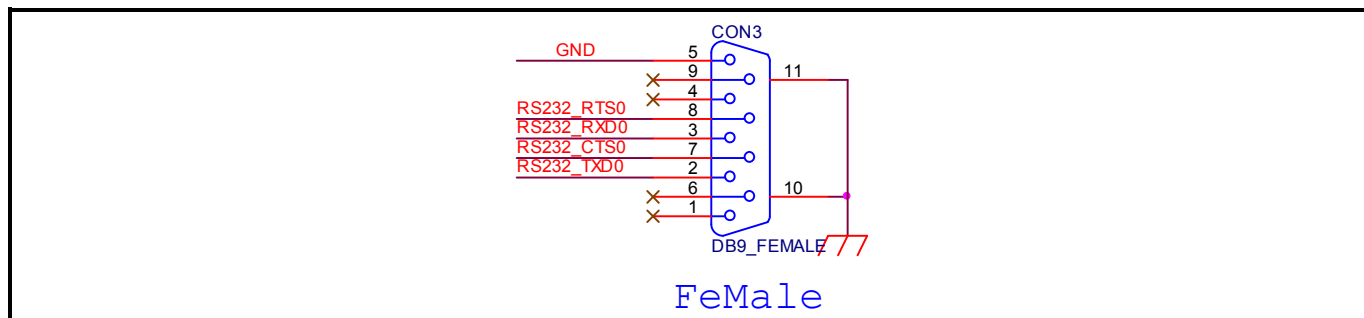 CON3
GND 5
9 11
4
RS232_RTS0 8
RS232_RXD0 3
RS232_CTS0 7
RS232_TXD0 2
6 10
1
DB9_FEMALE
FeMale